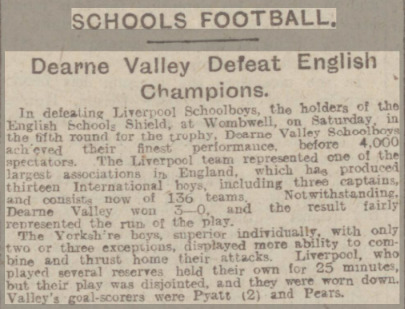 SCHOOLS FOOTBALL.
Dearne Valley Defeat English
Champions.
In defeating Liverpool Schoolboys, the holders of the
English Schools Shield, at Wombwell, on Saturday, in
the fifth round for the trophy, Dearne Valley Schoolboys
achieved their finest performance, before 4,000
spectators. The Liverpool team represented one of the
largest associations in England, which has produced
thirteen International boys, including three captains,
and consists now of 136 teams. Notwithstanding,
Dearne Valley won 3—0, and the result fairly
represented the run of the play.
The Yorkshire boys, superior individually, with only
two or three exceptions, displayed more ability to com-
bine and thrust home their attacks. Liverpool, who
played several reserves held their own for 25 minutes,
but their play was disjointed, and they were worn down.
Valley's goal-scorers were Pyatt (2) and Pears.